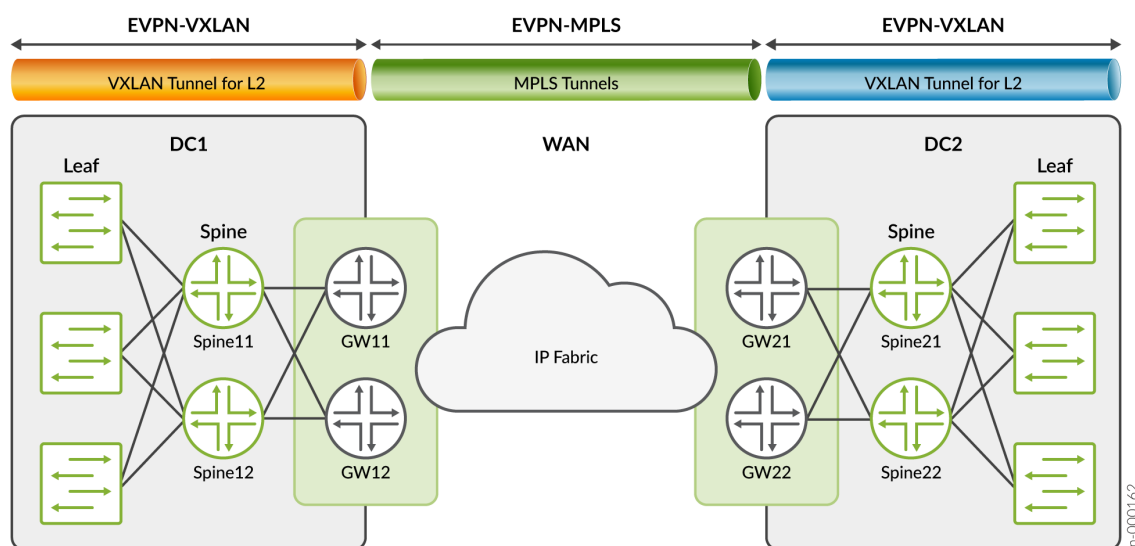 EVPN-VXLAN
EVPN-MPLS
EVPN-VXLAN
VXLAN Tunnel for L2
MPLS Tunnels
VXLAN Tunnel for L2
DC1
WAN
DC2
Leaf
Spine
Spine11
GW11
Spine12
GW12
IP Fabric
GW21
Spine
Spine21
GW22
Spine22
Leaf